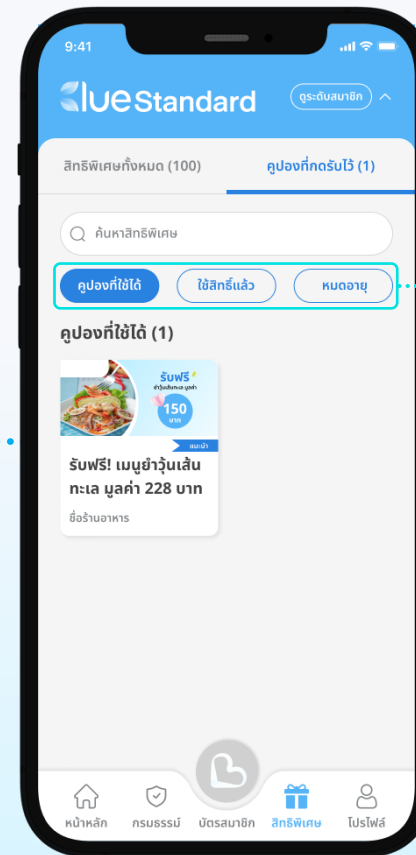 9:41
BlueStandard
ดูระดับสมาชิก
สิทธิพิเศษทั้งหมด (100)
คูปองที่กดรับไว้ (1)
ค้นหาสิทธิพิเศษ
คูปองที่ใช้ได้
ใช้สิทธิ์แล้ว
หมดอายุ
คูปองที่ใช้ได้ (1)
รับฟรี
150
บาท
แนะนำ
รับฟรี! เมนูยำวุ้นเส้น
ทะเล มูลค่า 228 บาท
ชื่อร้านอาหาร
หน้าหลัก
กรมธรรม์
บัตรสมาชิก
สิทธิพิเศษ
โปรไฟล์